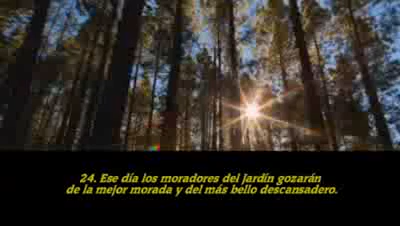 24. Ese día los moradores del jardín gozarán
de la mejor morada y del más bello descansadero.